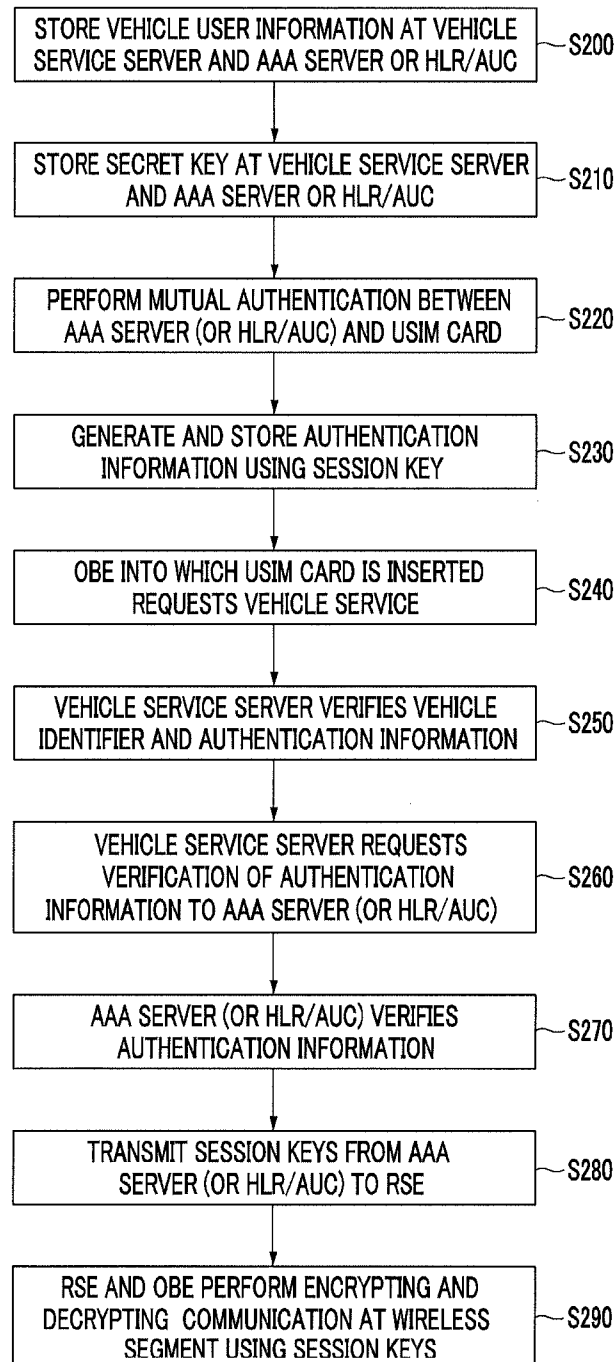 STORE VEHICLE USER INFORMATION AT VEHICLE
SERVICE SERVER AND AAA SERVER OR HLR/AUC
S200
STORE SECRET KEY AT VEHICLE SERVICE SERVER
AND AAA SERVER OR HLR/AUC
S210
PERFORM MUTUAL AUTHENTICATION BETWEEN
AAA SERVER (OR HLR/AUC) AND USIM CARD
S220
GENERATE AND STORE AUTHENTICATION
INFORMATION USING SESSION KEY
S230
OBE INTO WHICH USIM CARD IS INSERTED
REQUESTS VEHICLE SERVICE
S240
VEHICLE SERVICE SERVER VERIFIES VEHICLE
IDENTIFIER AND AUTHENTICATION INFORMATION
S250
VEHICLE SERVICE SERVER REQUESTS
VERIFICATION OF AUTHENTICATION
INFORMATION TO AAA SERVER (OR HLR/AUC)
S260
AAA SERVER (OR HLR/AUC) VERIFIES
AUTHENTICATION INFORMATION
S270
TRANSMIT SESSION KEYS FROM AAA
SERVER (OR HLR/AUC) TO RSE
S280
RSE AND OBE PERFORM ENCRYPTING AND
DECRYPTING COMMUNICATION AT WIRELESS
SEGMENT USING SESSION KEYS
S290